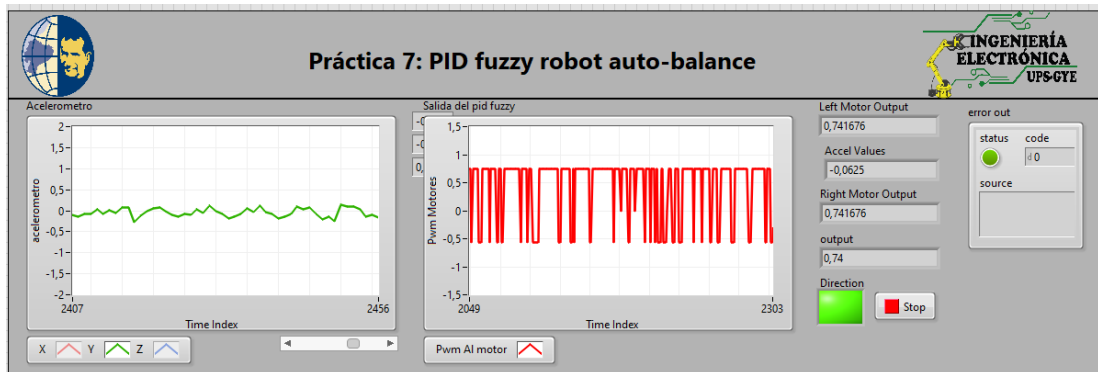 Práctica 7: PID fuzzy robot auto-balance
INGENIERÍA
ELECTRÓNICA
UPS-GYE
Acelerometro
2
1,5
1
0,5
0
-0,5
-1
-1,5
-2
acelerometro
2407
2456
Time Index
X Y Z
Salida del pid fuzzy
1,5
1
0,5
0
-0,5
-1
-1,5
Pwm Motores
2049
2303
Time Index
Pwm Al motor
Left Motor Output
0,741676
Accel Values
-0,0625
Right Motor Output
0,741676
output
0,74
Direction
Stop
error out
status code
d 0
source